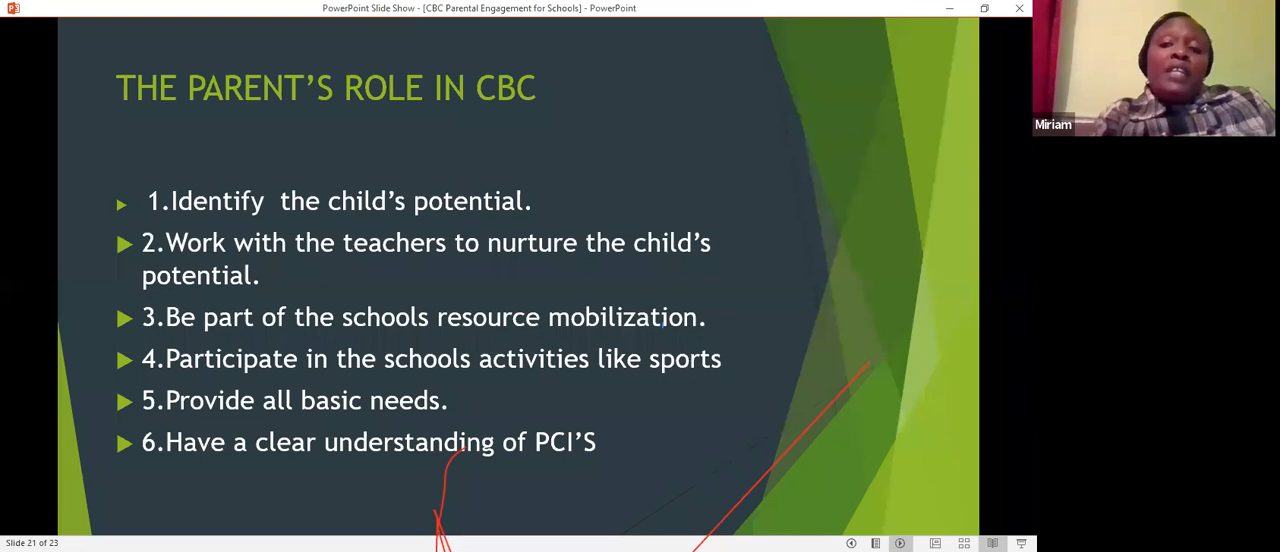 PowerPoint Slide Show - [CBC Parental Engagement for Schools] - PowerPoint
THE PARENT'S ROLE IN CBC
1.Identify the child's potential.
2.Work with the teachers to nurture the child's
potential.
3.Be part of the schools resource mobilization.
4.Participate in the schools activities like sports
5.Provide all basic needs.
6.Have a clear understanding of PCI'S
Miriam
Slide 21 of 23